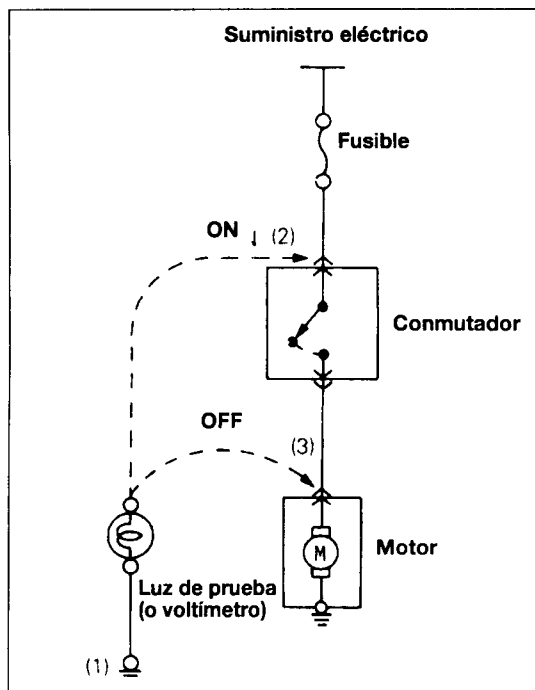 Suministro eléctrico
Fusible
ON ↓ (2)
Conmutador
OFF
(3)
M
Motor
Luz de prueba
(o voltímetro)
(1)